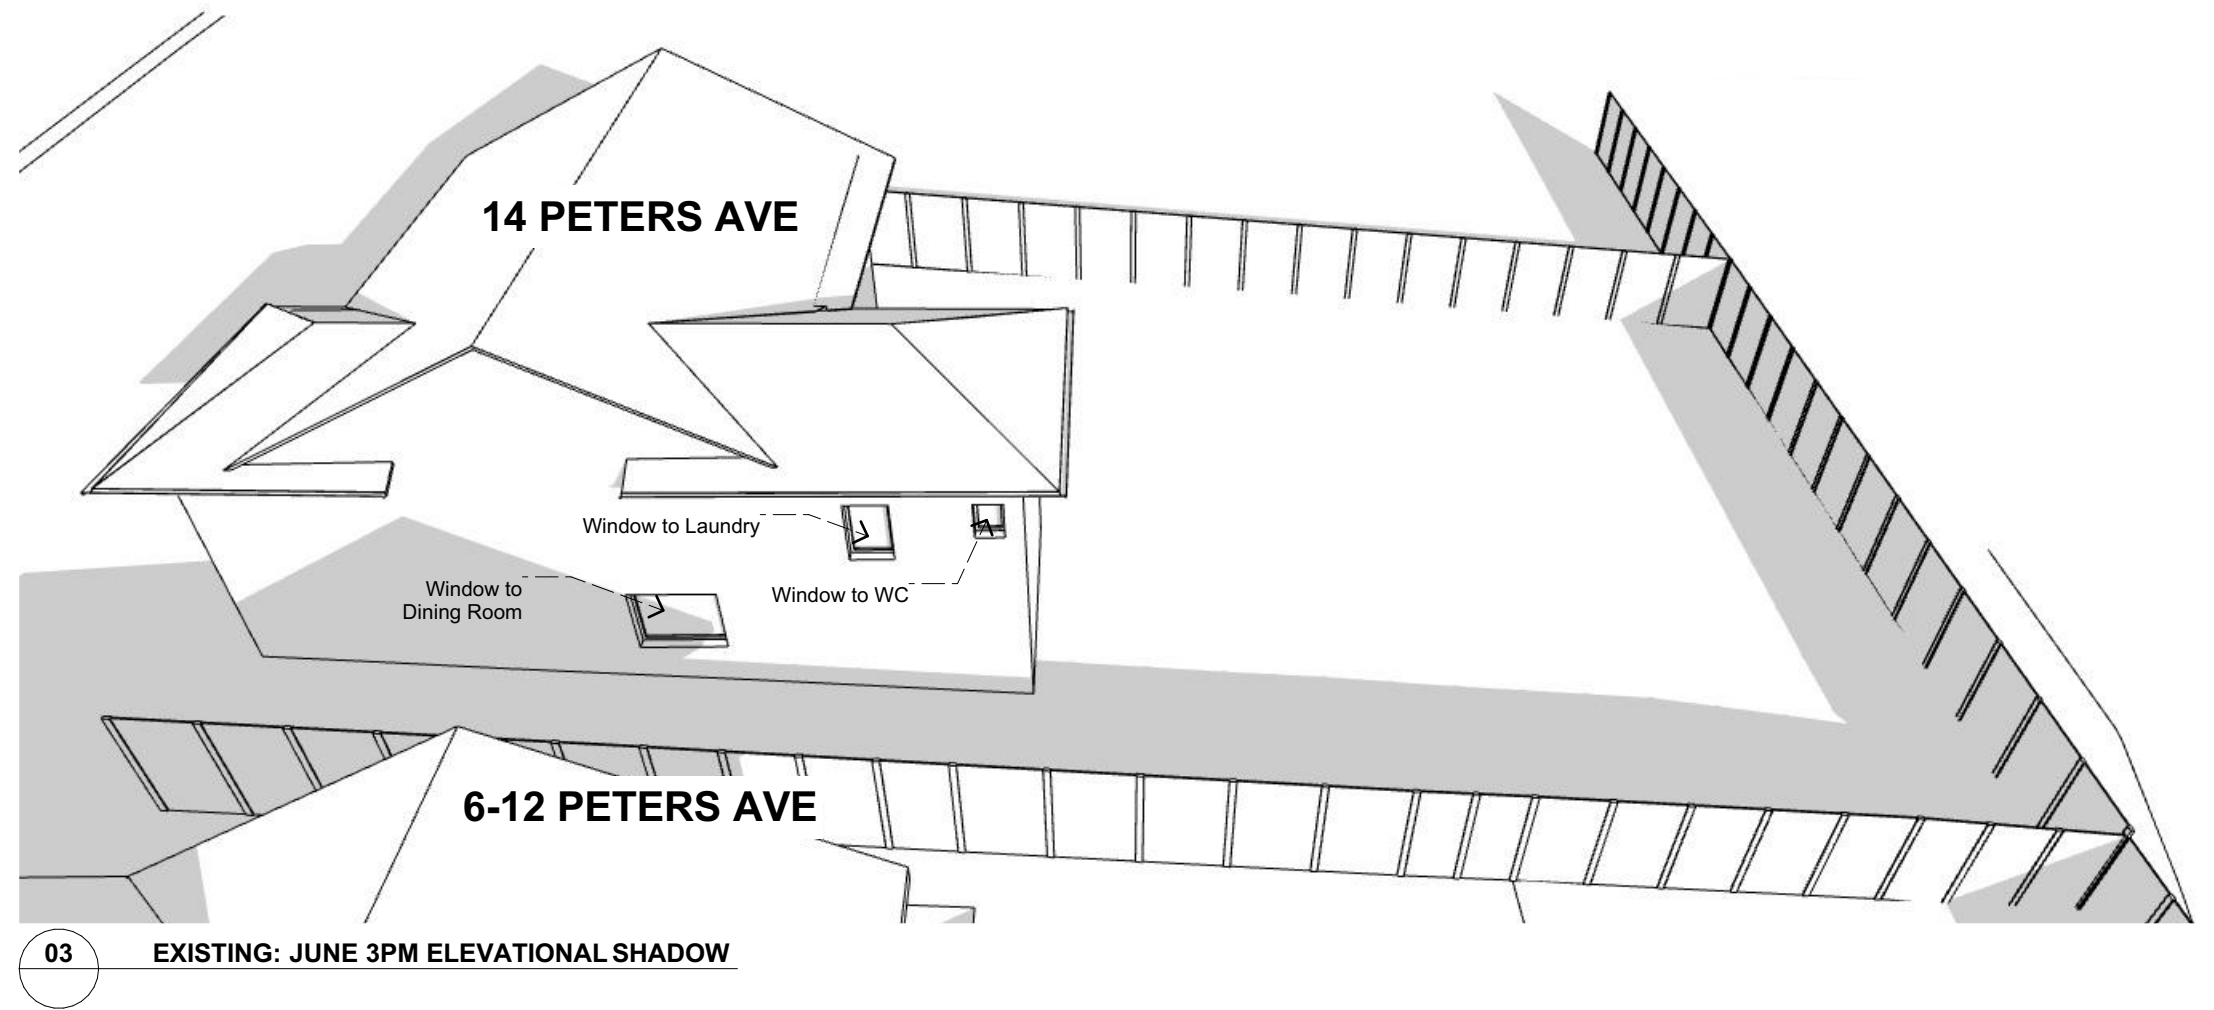 14 PETERS AVE
Window to Laundry
Window to
Dining Room
Window to WC
6-12 PETERS AVE
03
EXISTING: JUNE 3PM ELEVATIONAL SHADOW